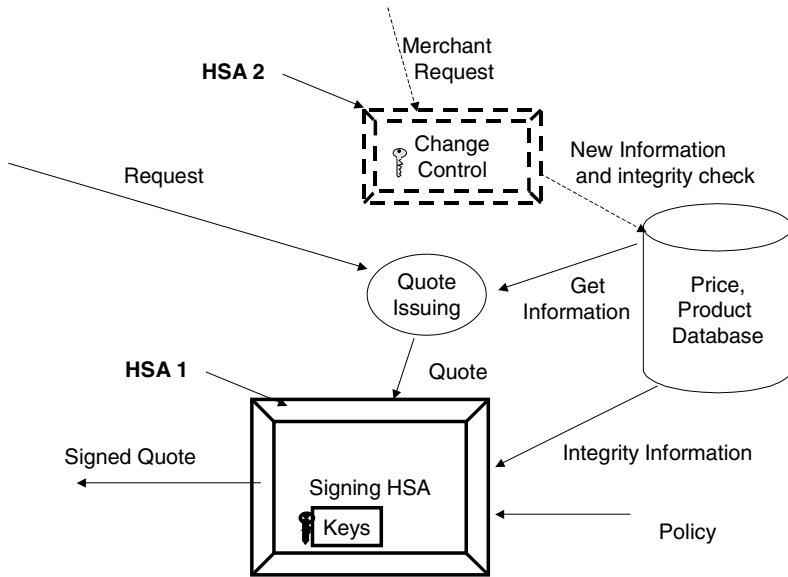 Merchant
Request
HSA 2
Change
Control
New Information
and integrity check
Request
Quote
Issuing
Get
Information
Price,
Product
Database
HSA 1
Quote
Signed Quote
Integrity Information
Signing HSA
Keys
Policy